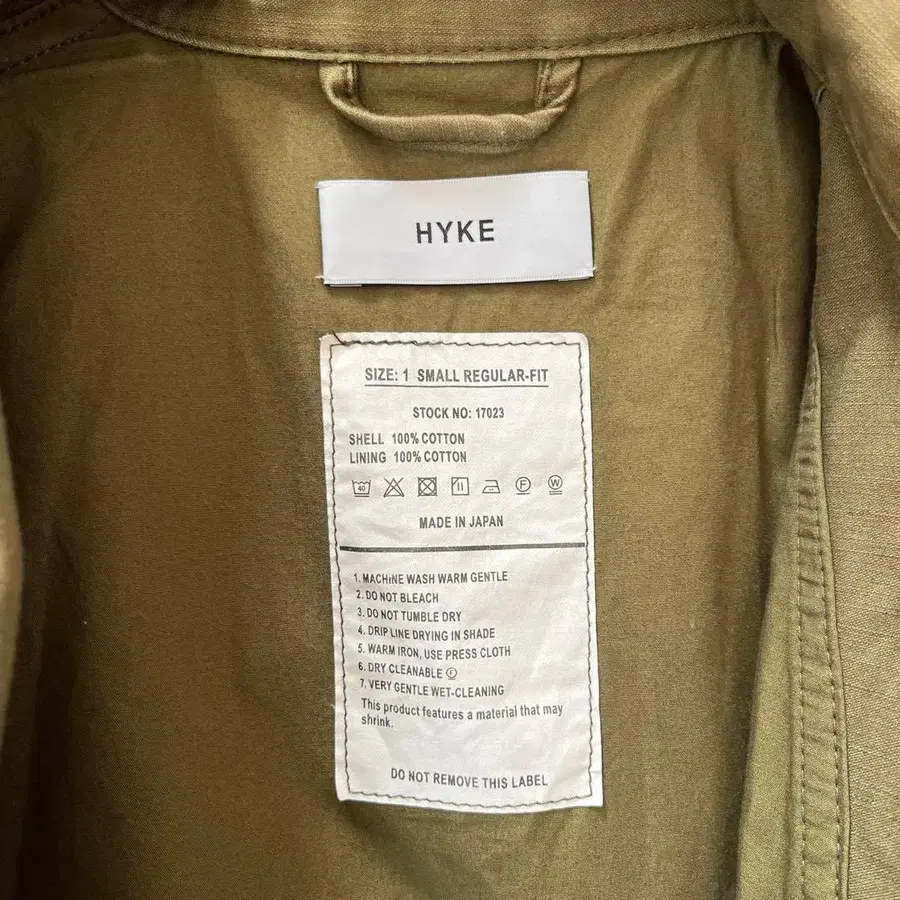 HYKE
SIZE: 1 SMALL REGULAR-FIT
STOCK NO: 17023
SHELL 100% COTTON
LINING 100% COTTON
40 F W
MADE IN JAPAN
1. MACHINE WASH WARM GENTLE
2. DO NOT BLEACH
3. DO NOT TUMBLE DRY
4. DRIP LINE DRYING IN SHADE
5. WARM IRON, USE PRESS CLOTH
6. DRY CLEANABLE Ⓕ
7. VERY GENTLE WET-CLEANING
This product features a material that may
shrink.
DO NOT REMOVE THIS LABEL